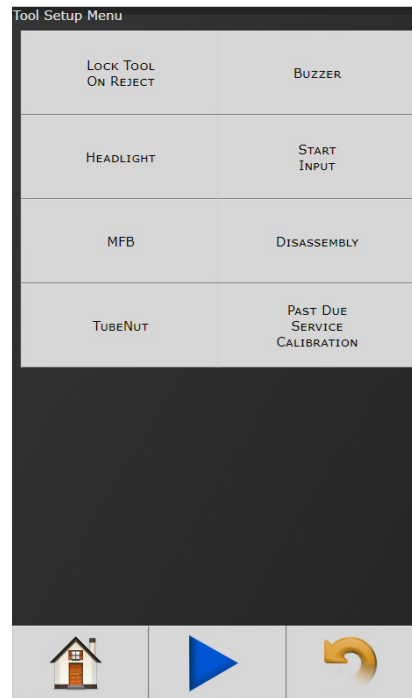 Tool Setup Menu
Lock Tool
On Reject
Buzzer
Headlight
Start
Input
MFB
Disassembly
TubeNut
Past Due
Service
Calibration